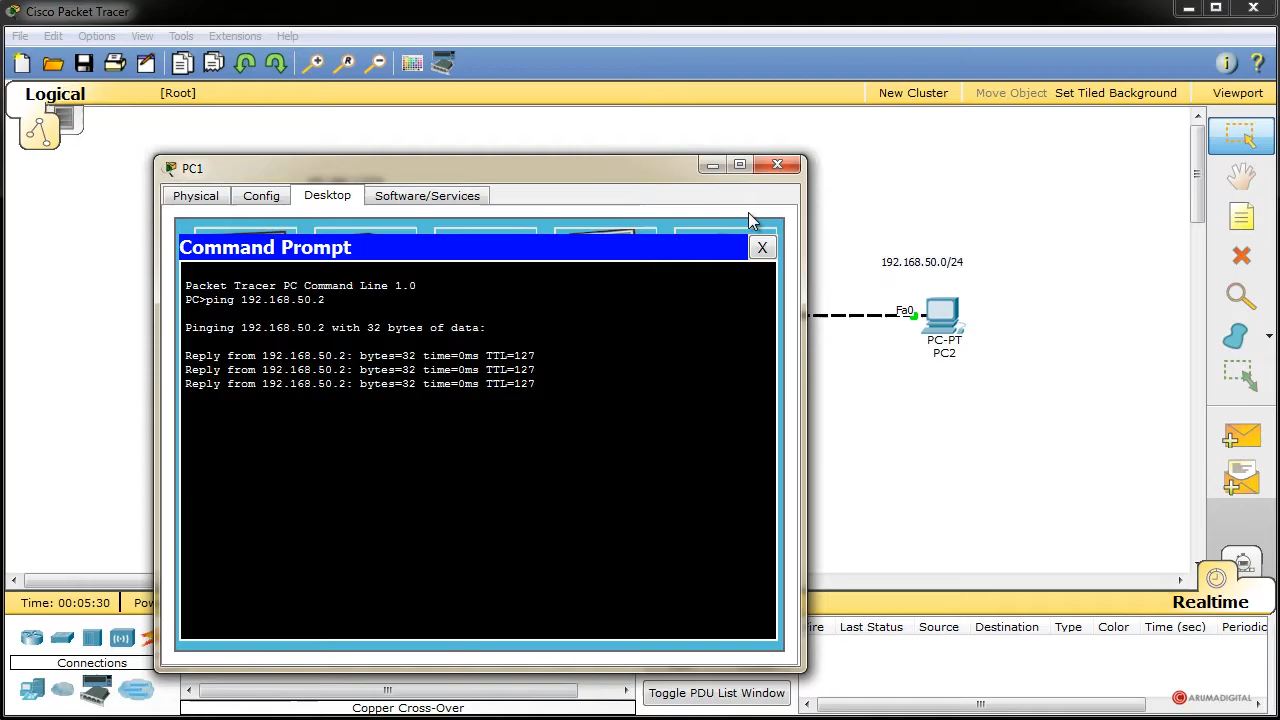 Cisco Packet Tracer
File Edit Options View Tools Extensions Help
Logical
[Root]
New Cluster
Move Object
Set Tiled Background
Viewport
PC1
Physical
Config
Desktop
Software/Services
Command Prompt
X
Packet Tracer PC Command Line 1.0
PC>ping 192.168.50.2
Pinging 192.168.50.2 with 32 bytes of data:
Reply from 192.168.50.2: bytes=32 time=0ms TTL=127
Reply from 192.168.50.2: bytes=32 time=0ms TTL=127
Reply from 192.168.50.2: bytes=32 time=0ms TTL=127
192.168.50.0/24
Fa0
PC-PT
PC2
Time: 00:05:30
Pow
Realtime
ire Last Status Source Destination Type Color Time (sec) Periodic
Connections
Toggle PDU List Window
Copper Cross-Over
ARUMADIGITAL